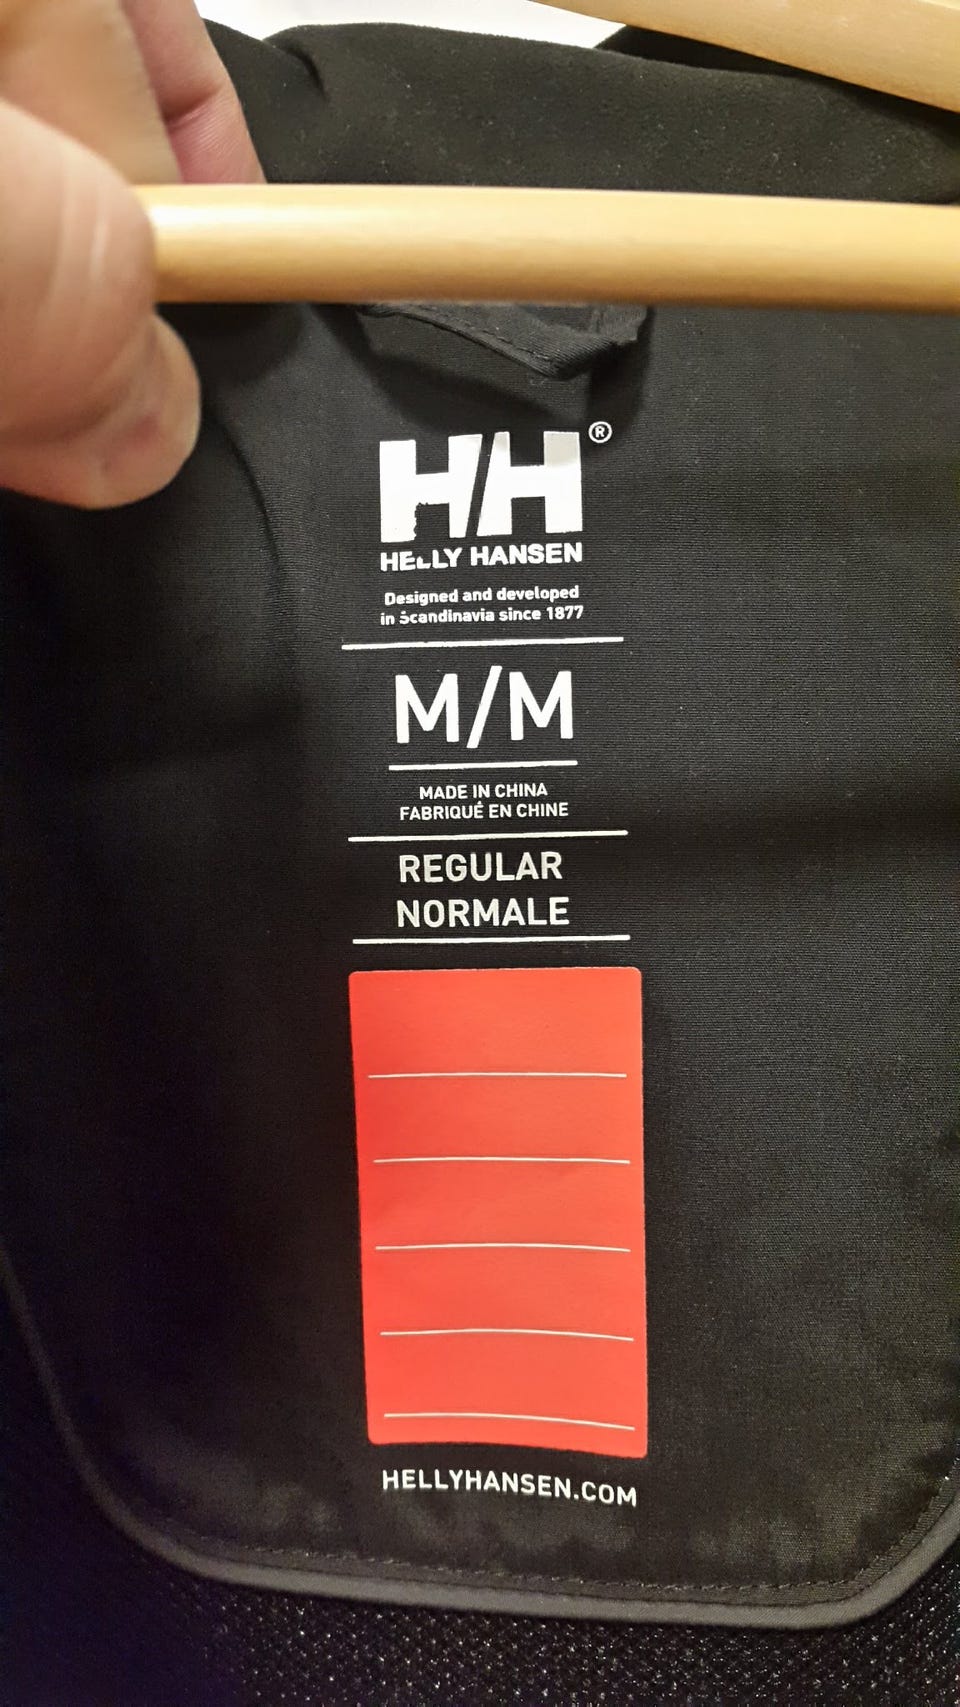 HH®
HELLY HANSEN
Designed and developed
in Scandinavia since 1877
M/M
MADE IN CHINA
FABRIQUÉ EN CHINE
REGULAR
NORMALE
HELLYHANSEN.COM